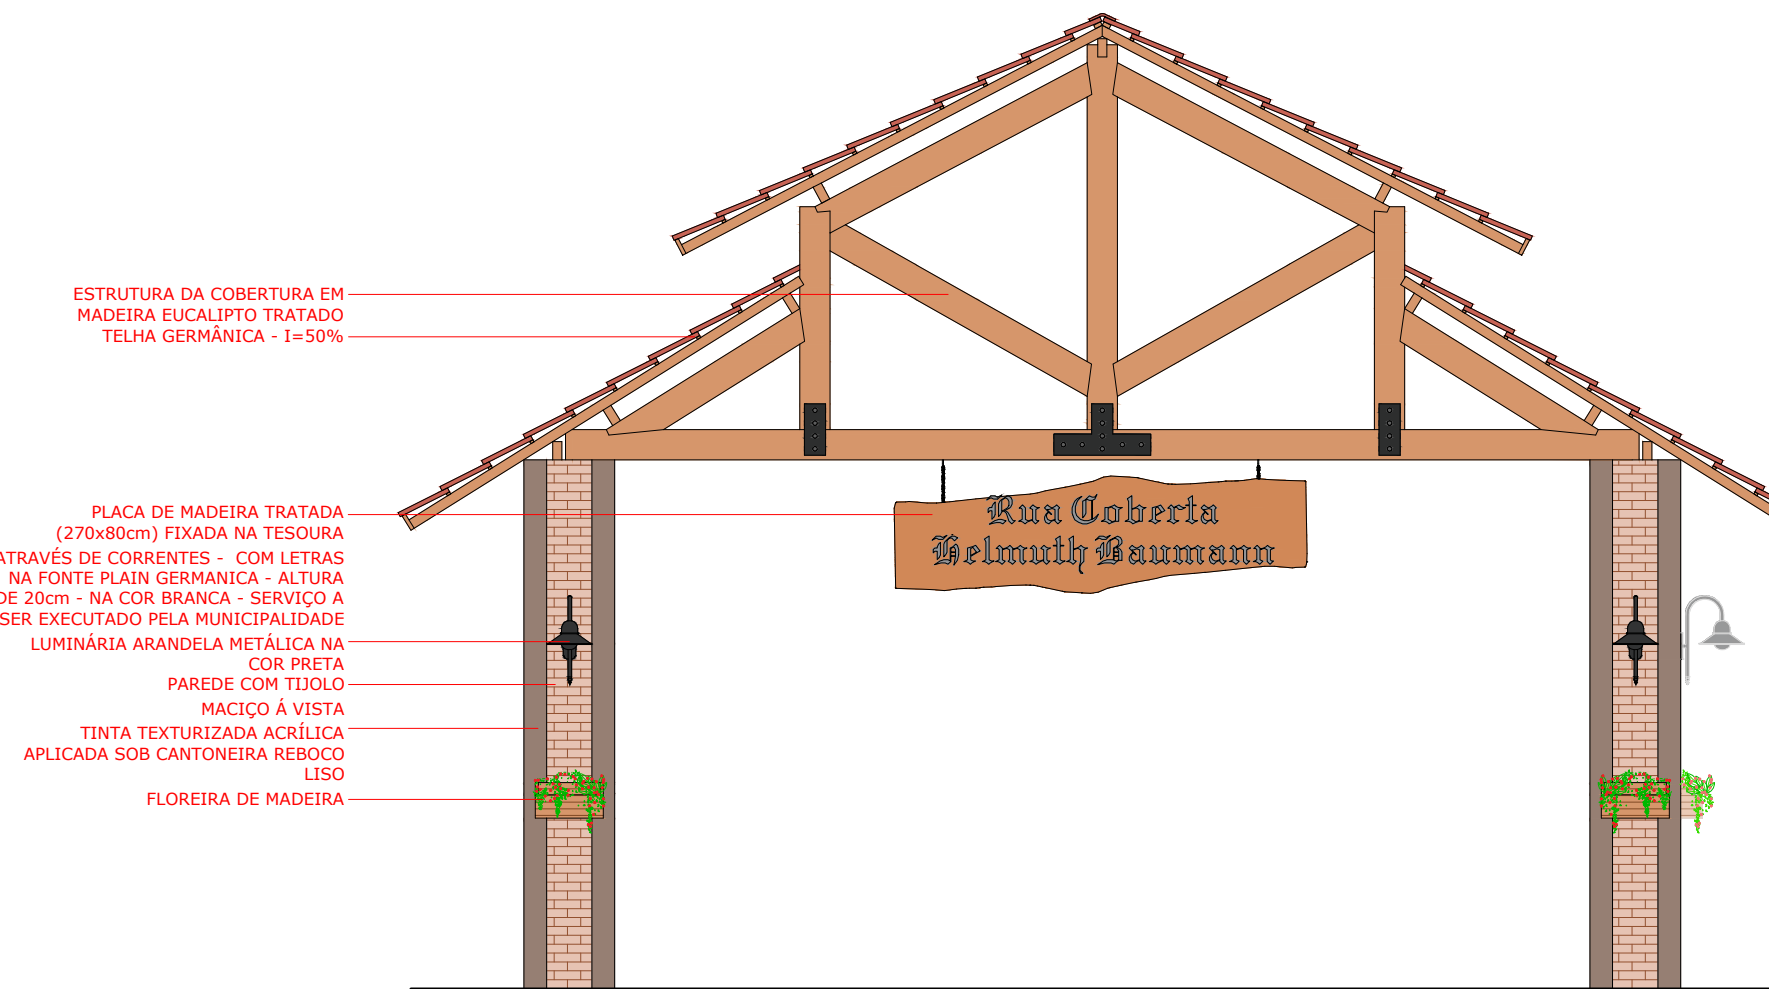 ESTRUTURA DA COBERTURA EM
MADEIRA EUCALIPTO TRATADO
TELHA GERMÂNICA - I=50%
PLACA DE MADEIRA TRATADA
(270x80cm) FIXADA NA TESOURA
ATRAVÉS DE CORRENTES - COM LETRAS
NA FONTE PLAIN GERMANICA - ALTURA
DE 20cm - NA COR BRANCA - SERVIÇO A
SER EXECUTADO PELA MUNICIPALIDADE
LUMINÁRIA ARANDELA METÁLICA NA
COR PRETA
PAREDE COM TIJOLO
MACIÇO Á VISTA
TINTA TEXTURIZADA ACRÍLICA
APLICADA SOB CANTONEIRA REBOCO
LISO
FLOREIRA DE MADEIRA
Rua Coberta
Helmuth Baumann